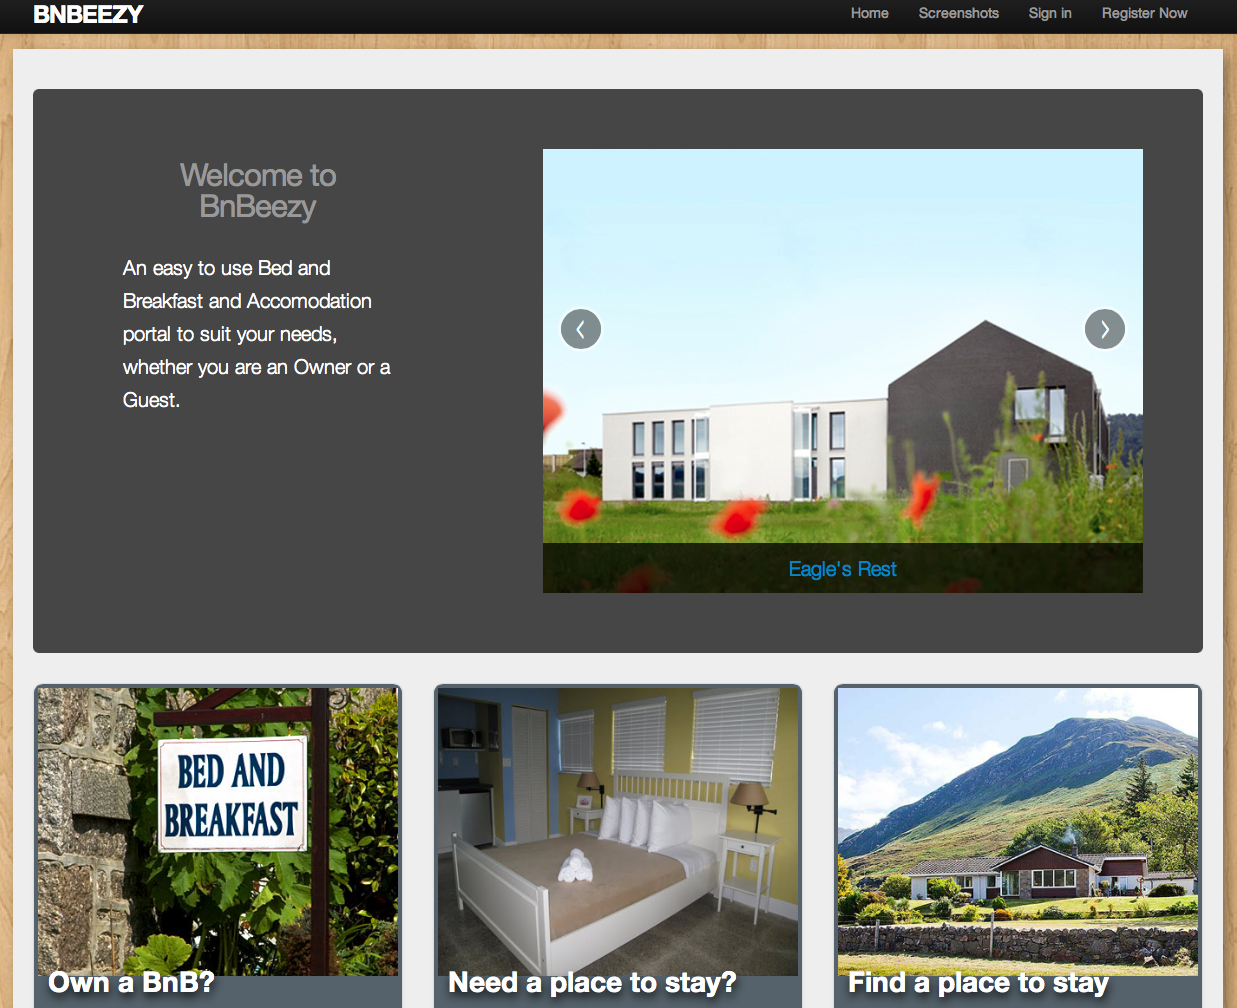 BNBEEZY
Home Screenshots Sign in Register Now
Welcome to
BnBeezy
An easy to use Bed and
Breakfast and Accomodation
portal to suit your needs,
whether you are an Owner or a
Guest.
Eagle's Rest
BED AND
BREAKFAST
Own a BnB?
Need a place to stay?
Find a place to stay